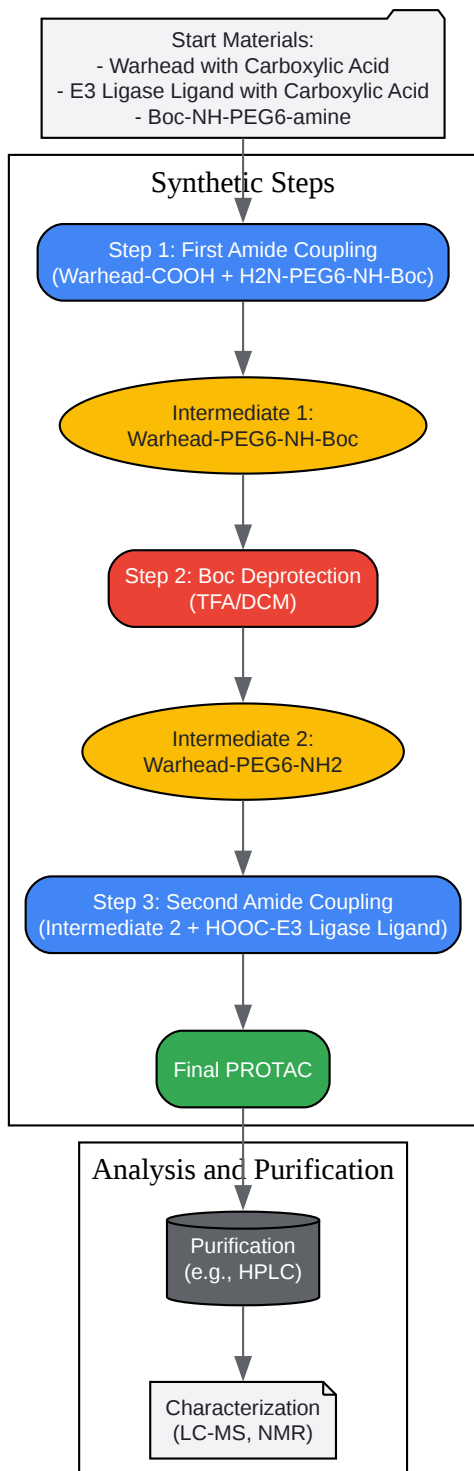 Start Materials:
- Warhead with Carboxylic Acid
- E3 Ligase Ligand with Carboxylic Acid
- Boc-NH-PEG6-amine
Synthetic Steps
Step 1: First Amide Coupling
(Warhead-COOH + H2N-PEG6-NH-Boc)
Intermediate 1:
Warhead-PEG6-NH-Boc
Step 2: Boc Deprotection
(TFA/DCM)
Intermediate 2:
Warhead-PEG6-NH2
Step 3: Second Amide Coupling
(Intermediate 2 + HOOC-E3 Ligase Ligand)
Final PROTAC
Analysis and Purification
Purification
(e.g., HPLC)
Characterization
(LC-MS, NMR)